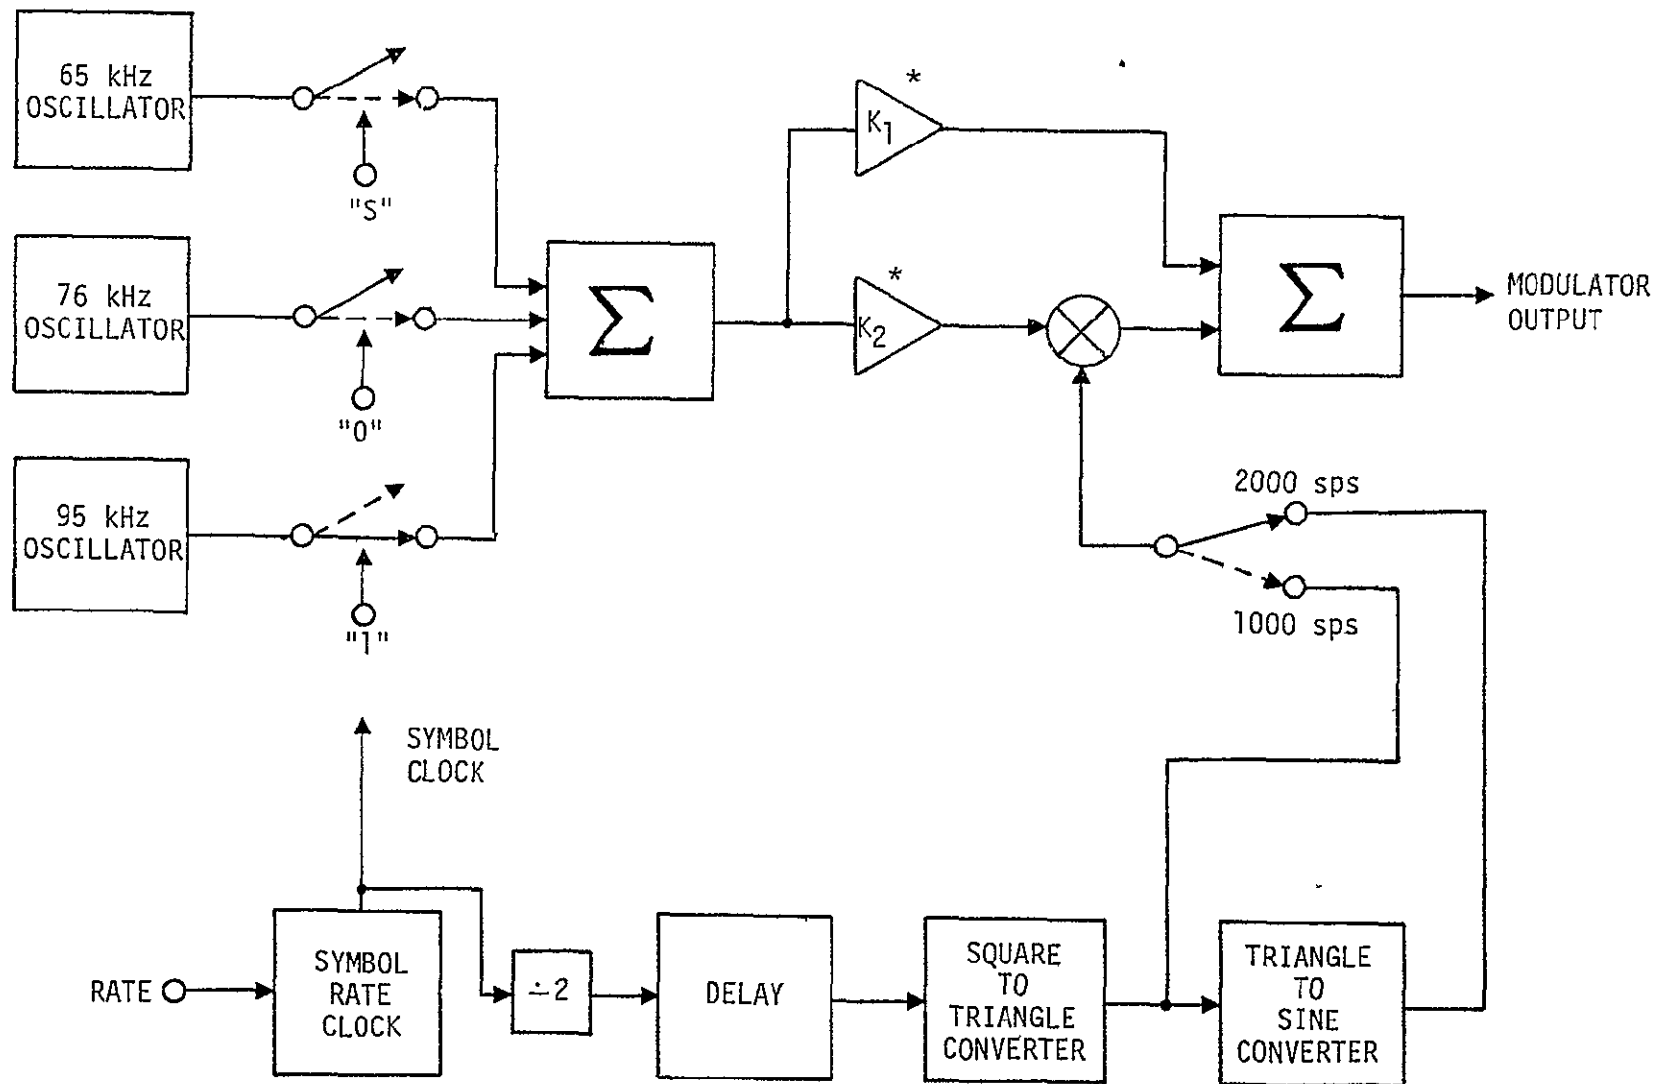 65 kHz
OSCILLATOR
"S"
76 kHz
OSCILLATOR
"0"
95 kHz
OSCILLATOR
"1"
Σ
K1
*
K2
*
Σ
MODULATOR
OUTPUT
2000 sps
1000 sps
SYMBOL
CLOCK
RATE
SYMBOL
RATE
CLOCK
÷2
DELAY
SQUARE
TO
TRIANGLE
CONVERTER
TRIANGLE
TO
SINE
CONVERTER